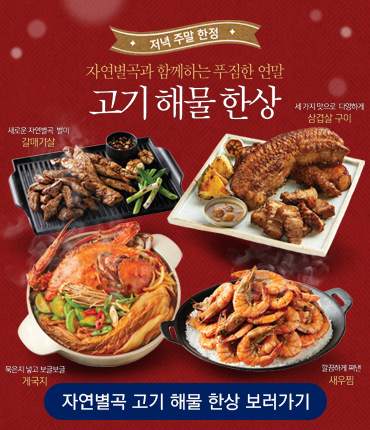 저녁 주말 한정
자연별곡과 함께하는 푸짐한 연말
고기 해물 한상
새로운 자연별곡 별미
갈매기살
세 가지 맛으로 다양하게
삼겹살 구이
묵은지 넣고 보글보글
게국지
깔끔하게 쪄낸
새우찜
자연별곡 고기 해물 한상 보러가기